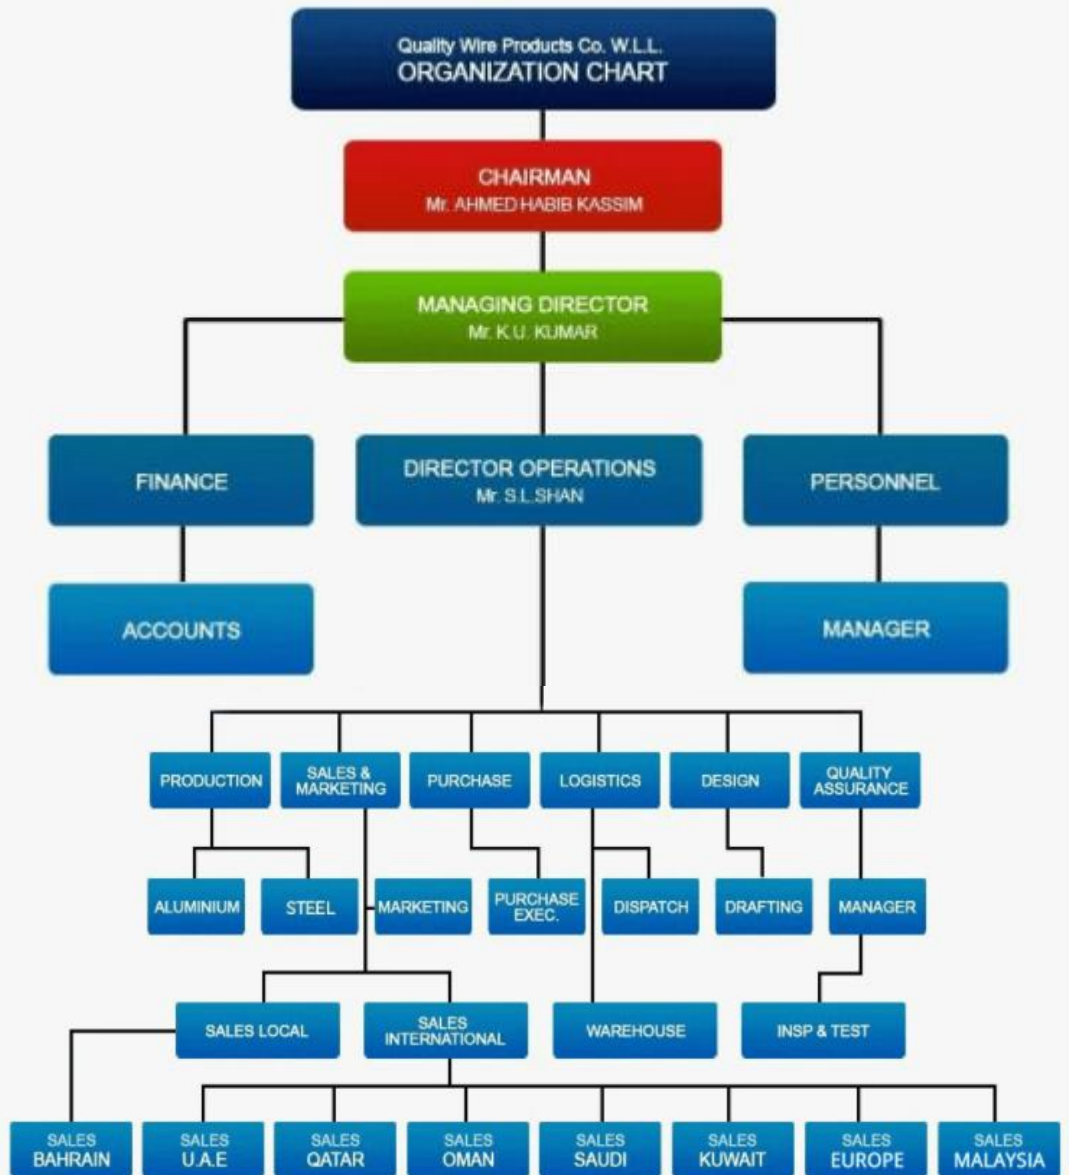 Quality Wire Products Co. W.L.L.
ORGANIZATION CHART
CHAIRMAN
Mr. AHMED HABIB KASSIM
MANAGING DIRECTOR
Mr. K.U. KUMAR
FINANCE
DIRECTOR OPERATIONS
Mr. S.L.SHAN
PERSONNEL
ACCOUNTS
MANAGER
PRODUCTION
SALES &
MARKETING
PURCHASE
LOGISTICS
DESIGN
QUALITY
ASSURANCE
ALUMINIUM
STEEL
MARKETING
PURCHASE
EXEC.
DISPATCH
DRAFTING
MANAGER
SALES LOCAL
SALES
INTERNATIONAL
WAREHOUSE
INSP & TEST
SALES
BAHRAIN
SALES
U.A.E
SALES
QATAR
SALES
OMAN
SALES
SAUDI
SALES
KUWAIT
SALES
EUROPE
SALES
MALAYSIA